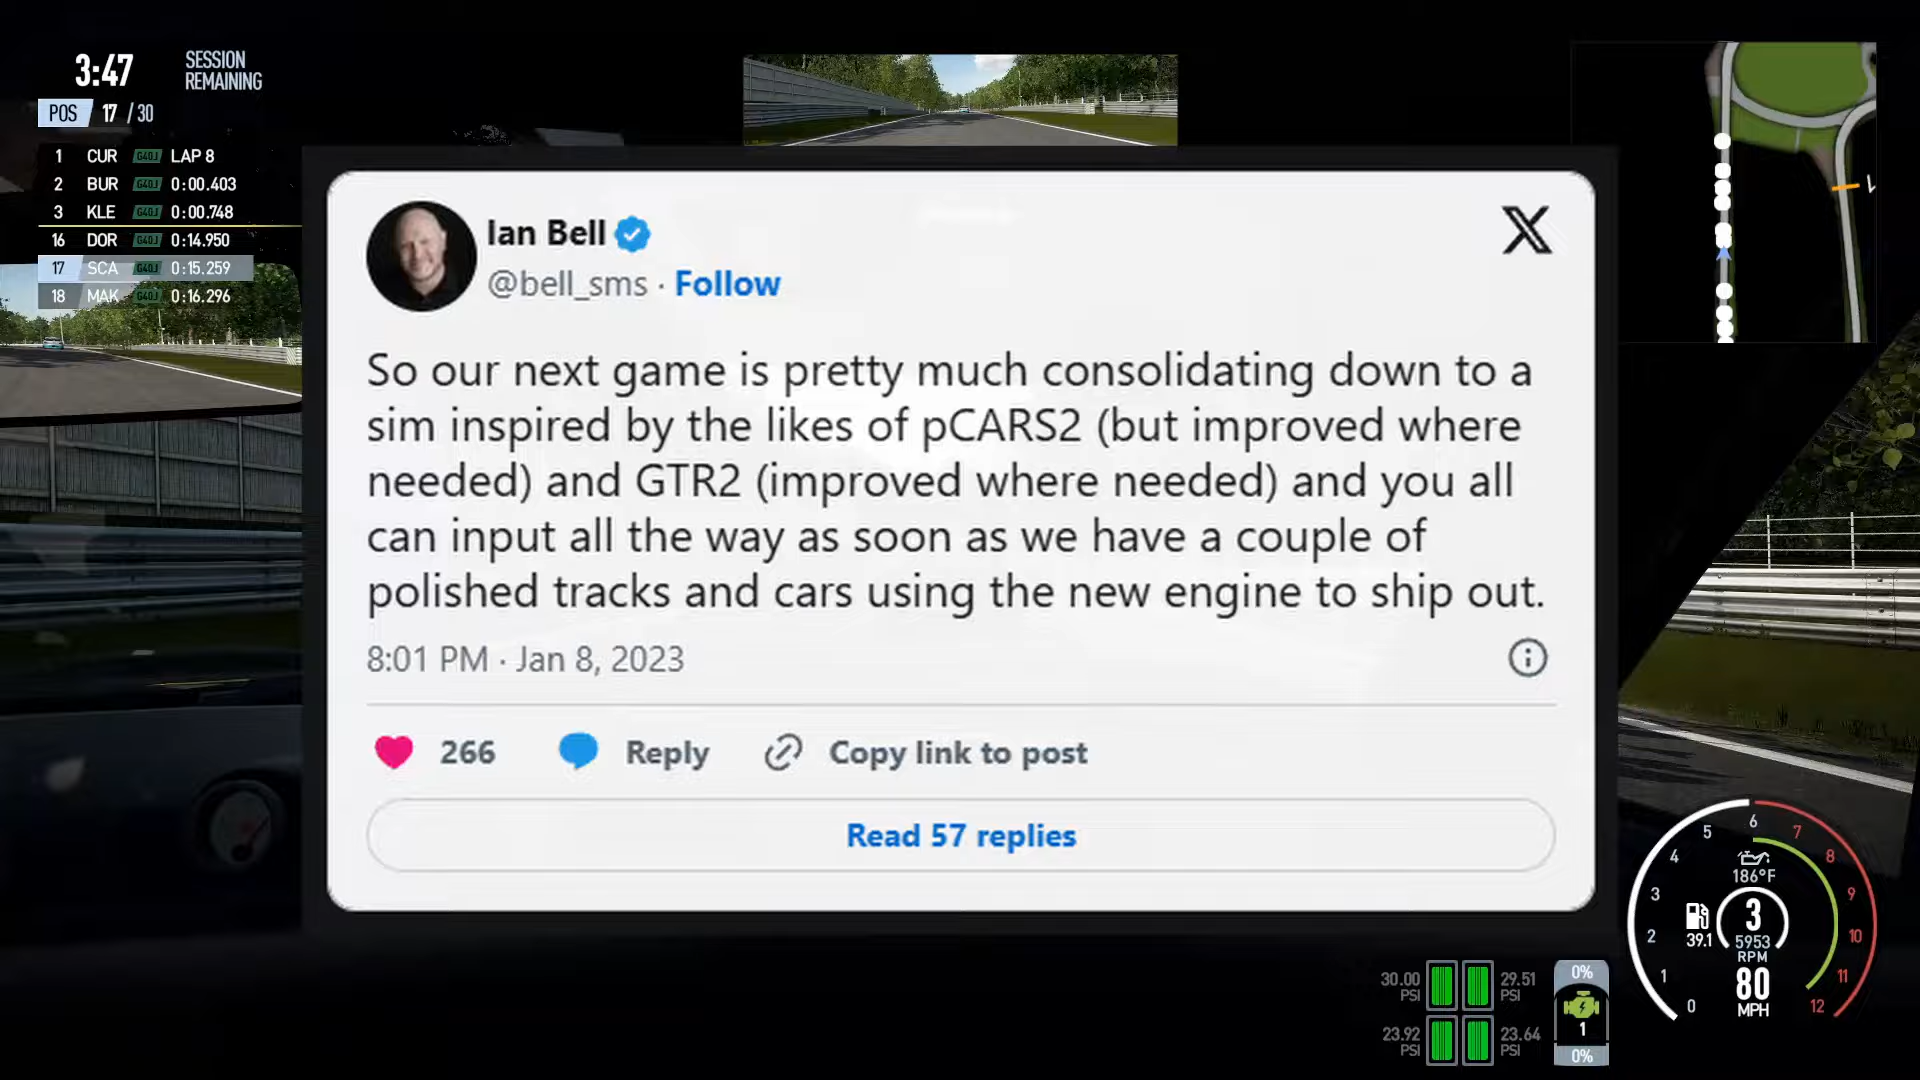 3:47
SESSION
REMAINING
POS 17 / 30
1 CUR G40J LAP 8
2 BUR G40J 0:00.403
3 KLE G40J 0:00.748
16 DOR G40J 0:14.950
17 SCA G40J 0:15.259
18 MAK G40J 0:16.296
Ian Bell
@bell_sms · Follow
So our next game is pretty much consolidating down to a
sim inspired by the likes of pCARS2 (but improved where
needed) and GTR2 (improved where needed) and you all
can input all the way as soon as we have a couple of
polished tracks and cars using the new engine to ship out.
8:01 PM · Jan 8, 2023
266 Reply Copy link to post
Read 57 replies
0 1 2 3 4 5 6 7 8 9 10 11 12
186°F
39.1
3
5953
RPM
80
MPH
30.00 PSI
29.51 PSI
23.92 PSI
23.64 PSI
0%
1
0%